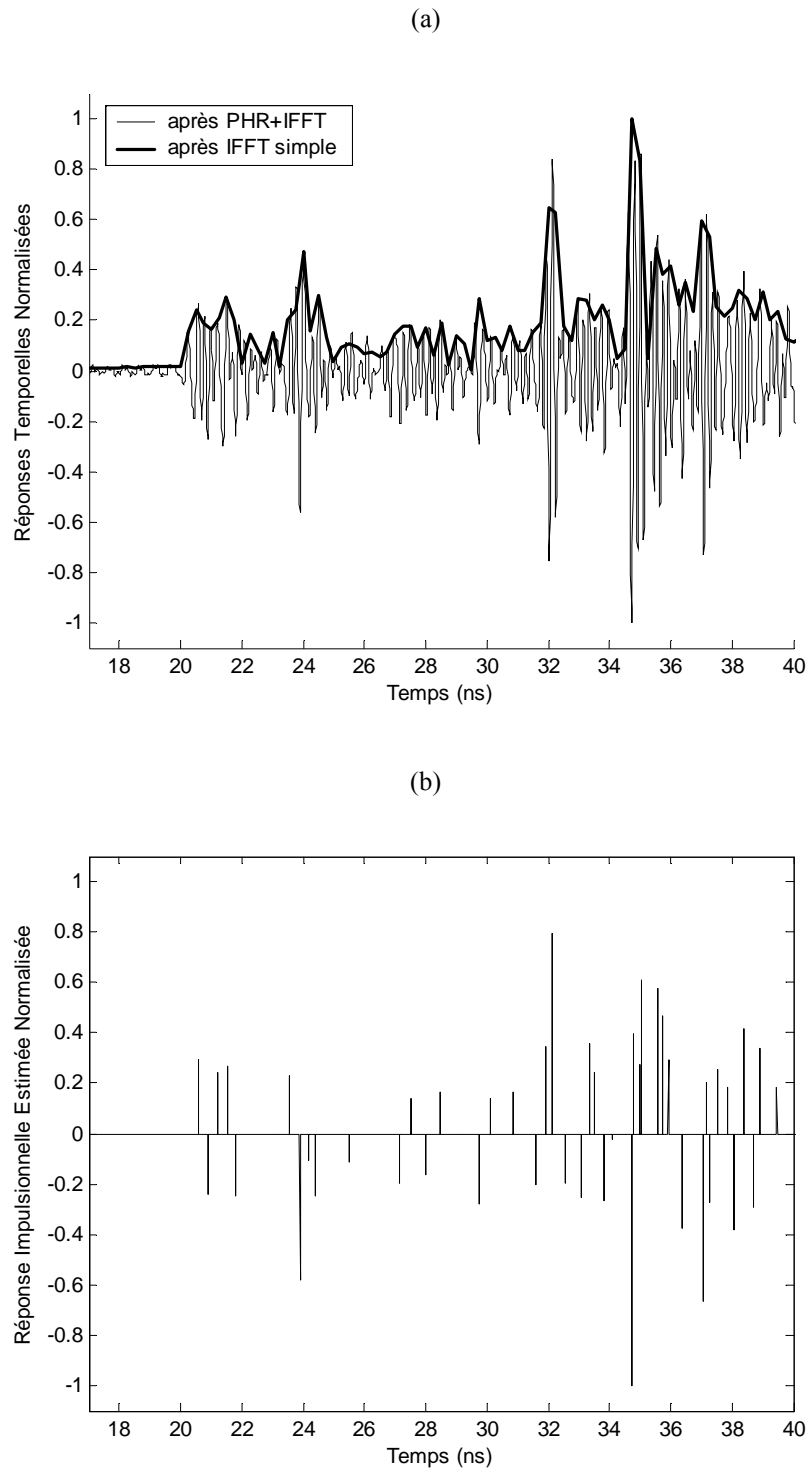 (a)
après PHR+IFFT
après IFFT simple
Réponses Temporelles Normalisées
1
0.8
0.6
0.4
0.2
0
-0.2
-0.4
-0.6
-0.8
-1
18 20 22 24 26 28 30 32 34 36 38 40
Temps (ns)
(b)
Réponse Impulsionnelle Estimée Normalisée
1
0.8
0.6
0.4
0.2
0
-0.2
-0.4
-0.6
-0.8
-1
18 20 22 24 26 28 30 32 34 36 38 40
Temps (ns)